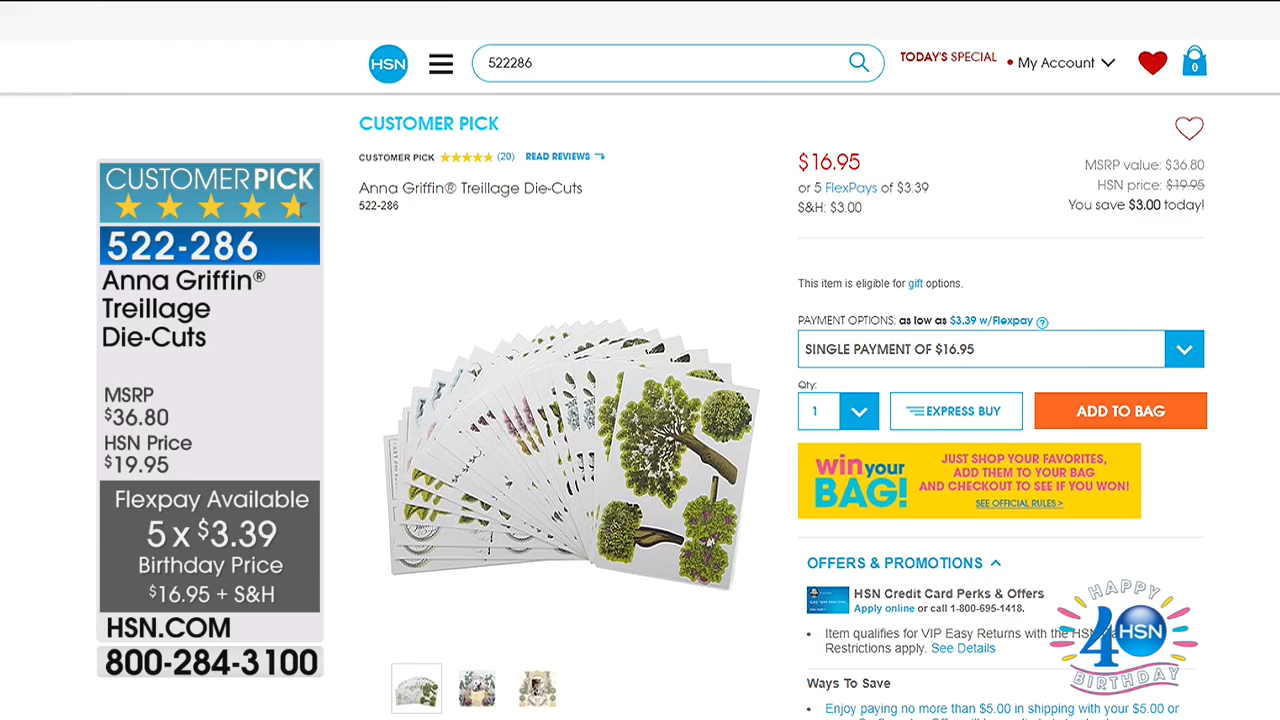 HSN
522286
TODAY'S SPECIAL
• My Account
0
CUSTOMER PICK
CUSTOMER PICK (20) READ REVIEWS
Anna Griffin® Treillage Die-Cuts
522-286
$16.95
or 5 FlexPays of $3.39
S&H: $3.00
MSRP value: $36.80
HSN price: $19.95
You save $3.00 today!
This item is eligible for gift options.
PAYMENT OPTIONS: as low as $3.39 w/Flexpay ?
SINGLE PAYMENT OF $16.95
Qty:
1
EXPRESS BUY
ADD TO BAG
win your
BAG!
JUST SHOP YOUR FAVORITES,
ADD THEM TO YOUR BAG
AND CHECKOUT TO SEE IF YOU WON!
SEE OFFICIAL RULES >
OFFERS & PROMOTIONS
HSN Credit Card Perks & Offers
Apply online or call 1-800-695-1418.
• Item qualifies for VIP Easy Returns with the HSN
Restrictions apply. See Details
Ways To Save
• Enjoy paying no more than $5.00 in shipping with your $5.00 or
CUSTOMER PICK
522-286
Anna Griffin®
Treillage
Die-Cuts
MSRP
$36.80
HSN Price
$19.95
Flexpay Available
5 x $3.39
Birthday Price
$16.95 + S&H
HSN.COM
800-284-3100
HAPPY
40
HSN
BIRTHDAY